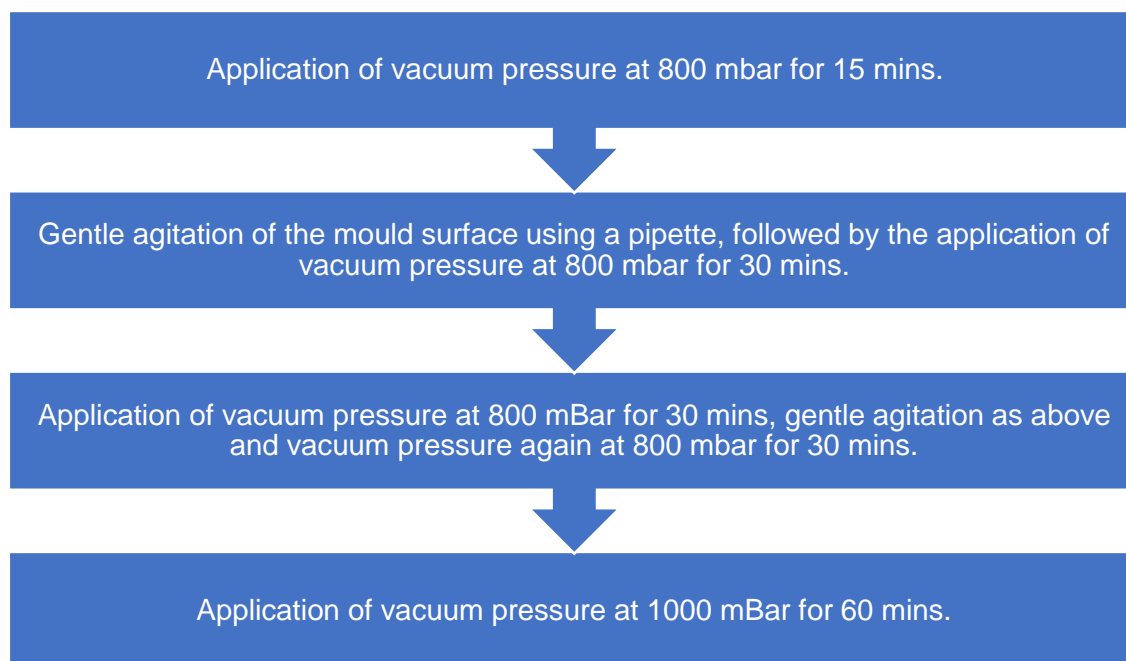 Application of vacuum pressure at 800 mbar for 15 mins.
Gentle agitation of the mould surface using a pipette, followed by the application of
vacuum pressure at 800 mbar for 30 mins.
Application of vacuum pressure at 800 mBar for 30 mins, gentle agitation as above
and vacuum pressure again at 800 mbar for 30 mins.
Application of vacuum pressure at 1000 mBar for 60 mins.